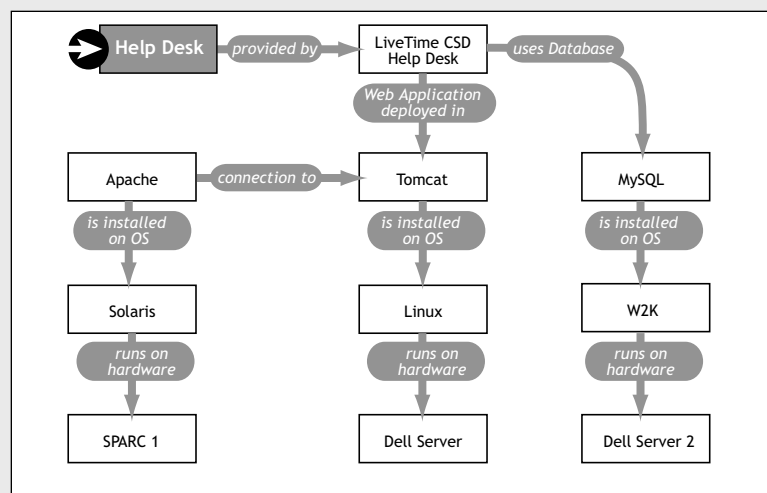 Help Desk
provided by
LiveTime CSD
Help Desk
uses Database
Web Application
deployed in
Apache
connection to
Tomcat
MySQL
is installed
on OS
is installed
on OS
is installed
on OS
Solaris
Linux
W2K
runs on
hardware
runs on
hardware
runs on
hardware
SPARC 1
Dell Server
Dell Server 2